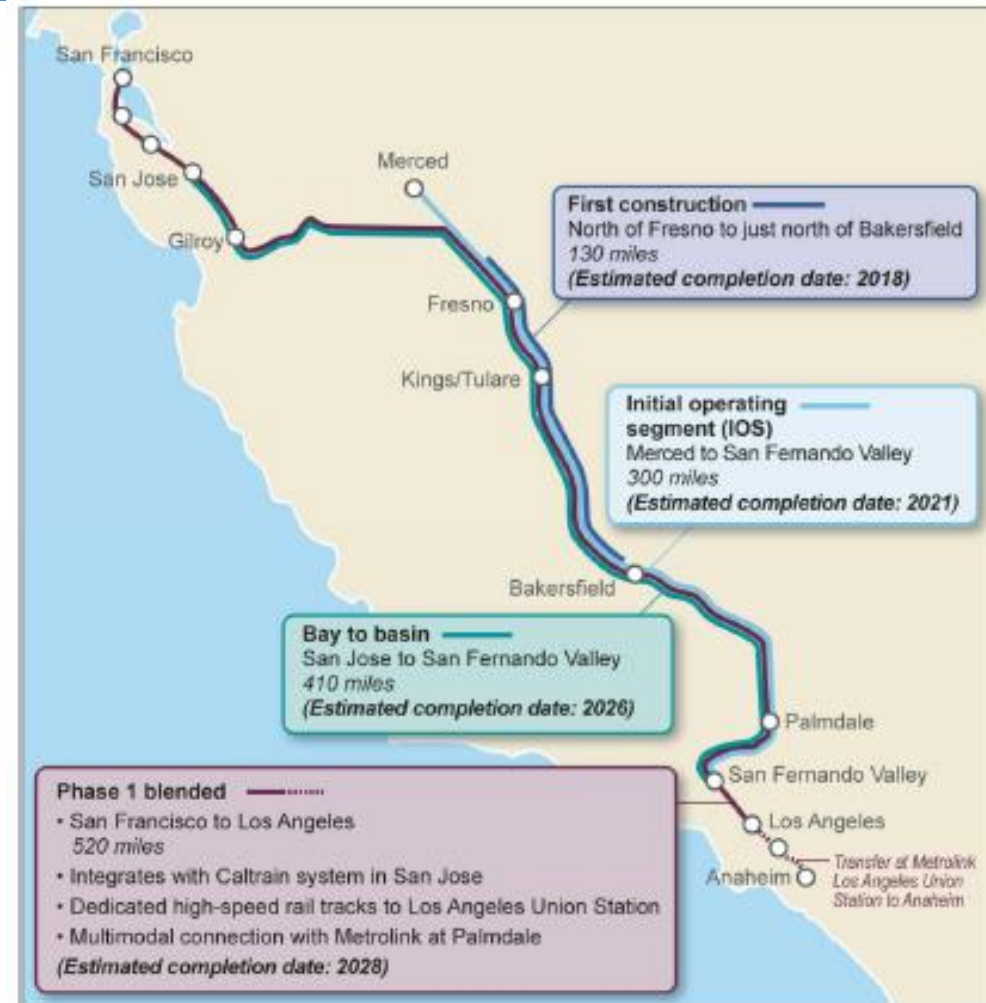 San Francisco
San Jose
Gilroy
Merced
Fresno
Kings/Tulare
Bakersfield
Palmdale
San Fernando Valley
Los Angeles
Anaheim
Transfer at Metrolink
Los Angeles Union
Station to Anaheim
First construction
North of Fresno to just north of Bakersfield
130 miles
(Estimated completion date: 2018)
Initial operating
segment (IOS)
Merced to San Fernando Valley
300 miles
(Estimated completion date: 2021)
Bay to basin
San Jose to San Fernando Valley
410 miles
(Estimated completion date: 2026)
Phase 1 blended
• San Francisco to Los Angeles
520 miles
• Integrates with Caltrain system in San Jose
• Dedicated high-speed rail tracks to Los Angeles Union Station
• Multimodal connection with Metrolink at Palmdale
(Estimated completion date: 2028)